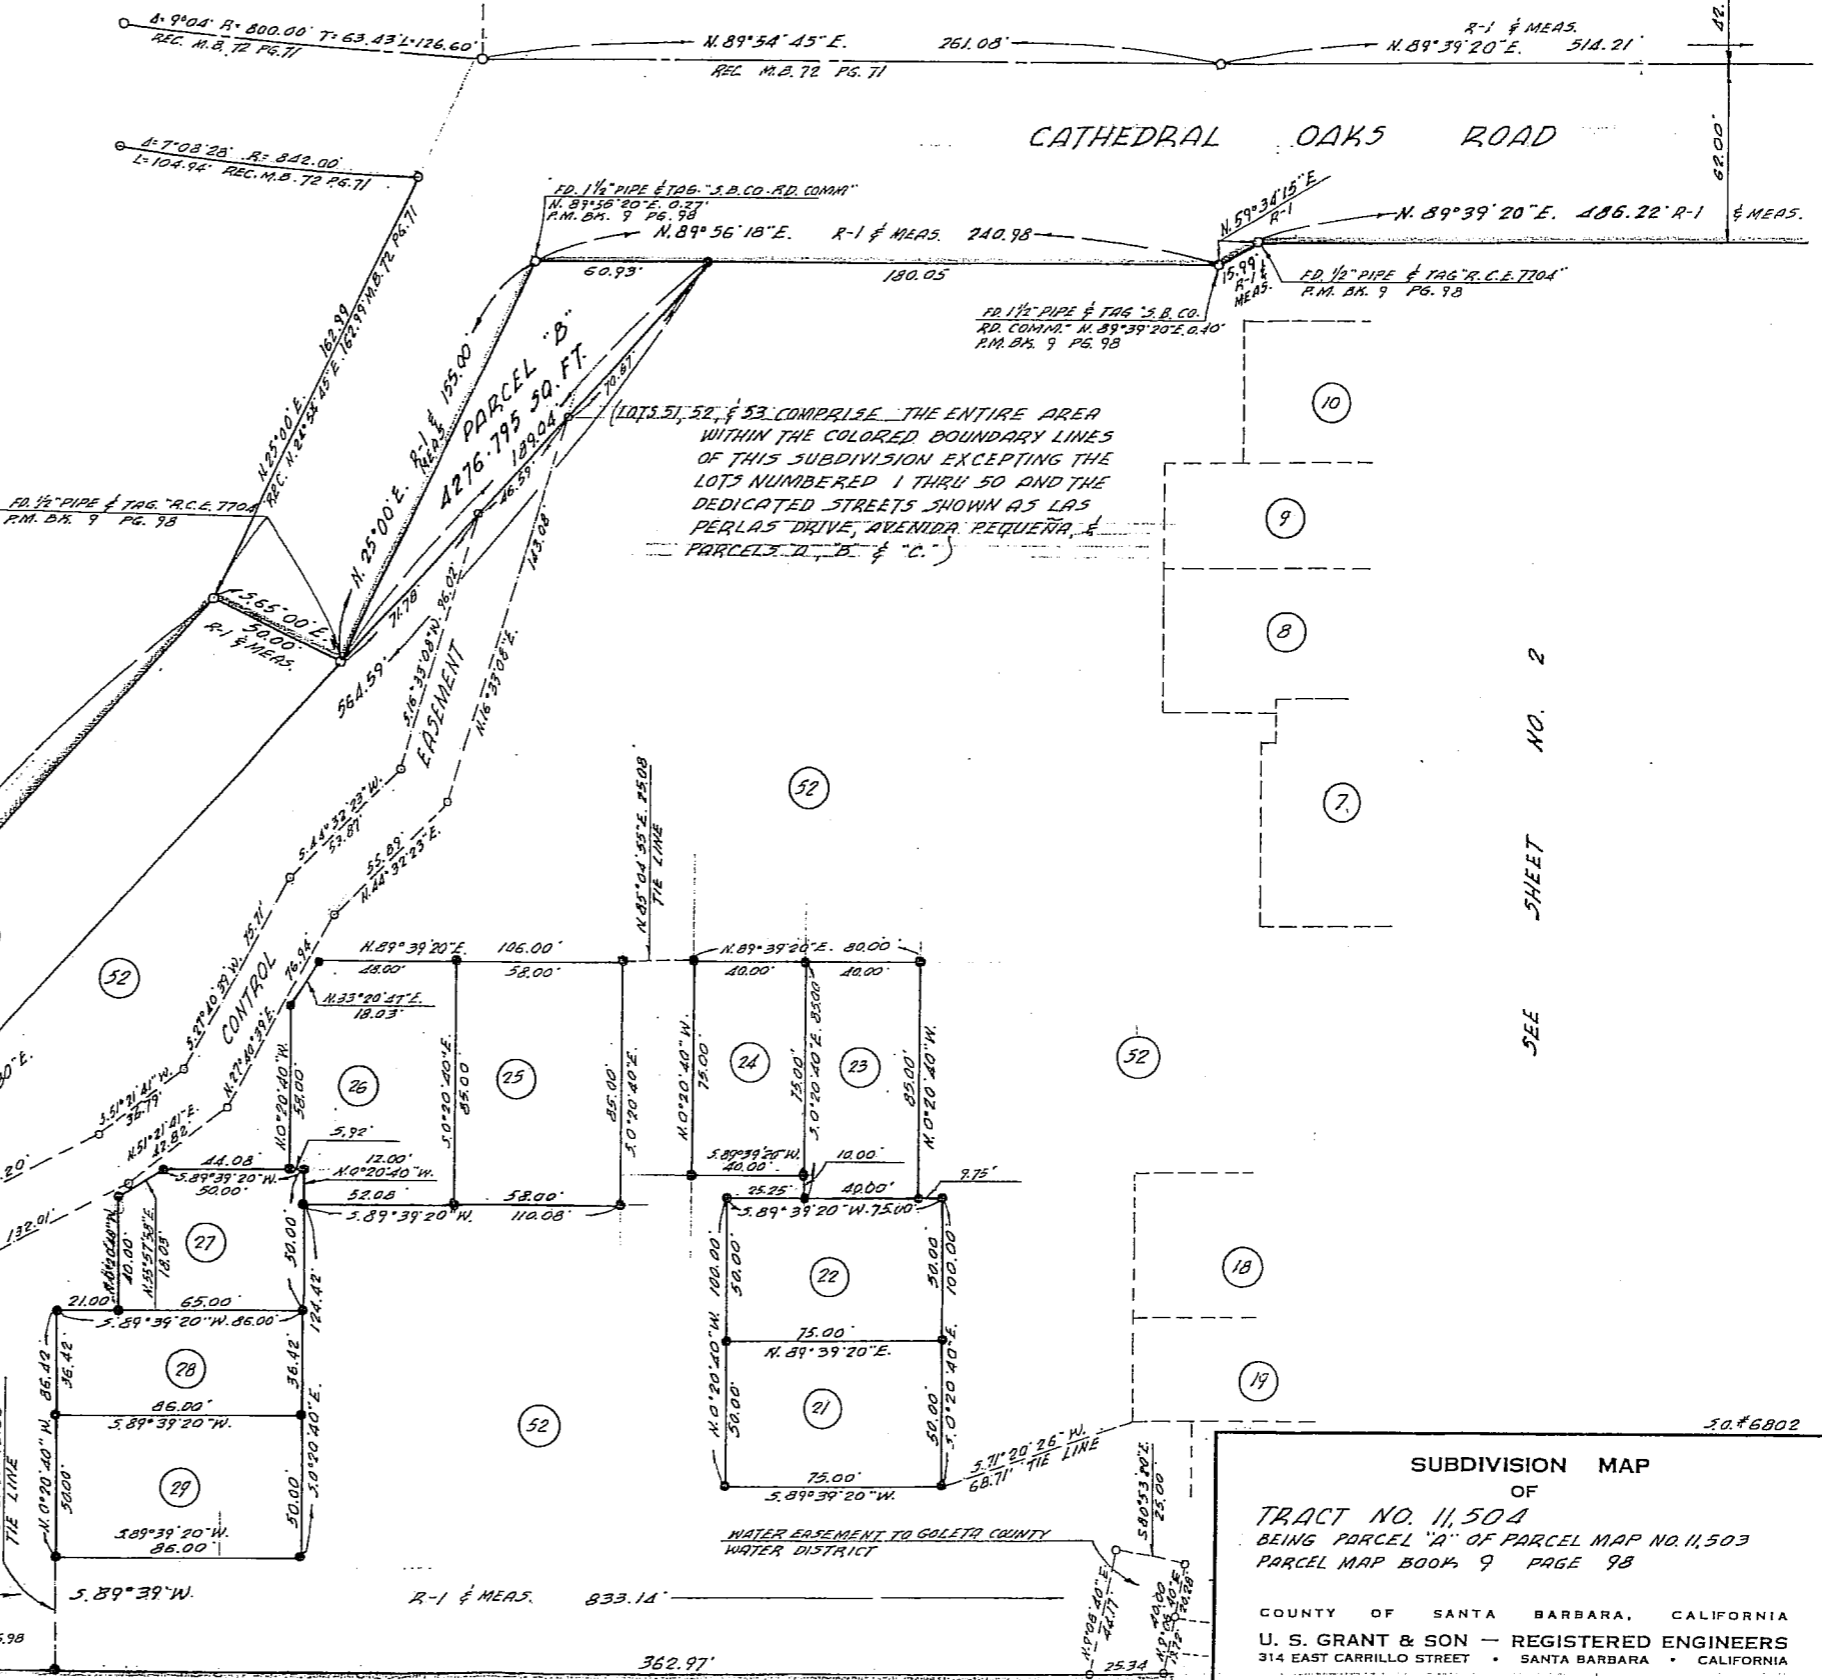 Δ=9°04' R=800.00' T=63.43' L=126.60'
REC. M.B. 72 PG. 71
N.89°54'45"E. 261.08'
REC. M.B. 72 PG. 71
R-1 & MEAS.
N.89°39'20"E. 514.21'
42.
62.00'
CATHEDRAL OAKS ROAD
Δ=7°08'28" R=842.00'
L=104.94' REC. M.B. 72 PG. 71
FD. 1½" PIPE & TAG "S.B.CO. RD. COMM"
N. 89°56'20"E. 0.27'
P.M. BK. 9 PG. 98
N.89°56'18"E. R-1 & MEAS. 240.98
60.93'
180.05
N.59°34'15"E
R-1
15.99'
R-1 &
MEAS.
N.89°39'20"E. 486.22' R-1 & MEAS.
FD. 1/2" PIPE & TAG "R.C.E. 7704"
P.M. BK. 9 PG. 98
FD. 1½" PIPE & TAG "S.B. CO.
RD. COMM." N. 89°39'20"E. 0.40'
P.M. BK. 9 PG. 98
N.25°00'E. 162.99
162.99' M.B. 72 PG. 71
N. 25°00'E. R-1 & MEAS 155.00'
PARCEL "B"
4276.795 SQ. FT.
189.04'
70.67'
46.59'
71.78'
(LOTS 51, 52, & 53 COMPRISE THE ENTIRE AREA
WITHIN THE COLORED BOUNDARY LINES
OF THIS SUBDIVISION EXCEPTING THE
LOTS NUMBERED 1 THRU 50 AND THE
DEDICATED STREETS SHOWN AS LAS
PERLAS DRIVE, AVENIDA PEQUEÑA, &
PARCELS A, "B" & "C.")
FD. 1/2" PIPE & TAG "R.C.E. 7704
P.M. BK. 9 PG. 98
S.65°00'E.
50.00'
R-1 & MEAS.
564.59'
S.16°33'08"W. 96.02'
EASEMENT
143.08'
N.16°33'08"E.
10
9
8
7
SEE SHEET NO. 2
S.44°32'23"W.
53.87'
55.89'
N.44°32'23"E.
S.27°40'39"W. 75.71'
CONTROL
76.94'
N.27°40'39"E.
S.51°21'41"W.
36.79'
N.51°21'41"E.
42.82'
.20'
132.01'
52
52
52
52
N.85°04'55"E. 25.08
TIE LINE
N.89°39'20"E. 106.00'
48.00' 58.00'
N.33°20'47"E.
18.03'
N.0°20'40"W.
58.00'
26
S.0°20'40"E.
85.00
25
85.00'
S.0°20'40"E.
N.89°39'20"E. 80.00'
40.00' 40.00'
N.0°20'40"W.
75.00'
24
75.00'
S.0°20'40"E. 85.00'
23
85.00'
N.0°20'40"W.
S.89°39'20"W.
40.00'
10.00'
9.75'
5.92'
12.00'
N.0°20'40"W.
44.08'
S.89°39'20"W.
50.00'
52.08' 58.00'
S.89°39'20"W. 110.08'
40.00'
N.55°57'58"E.
18.03'
27
50.00'
124.42'
21.00' 65.00'
S.89°39'20"W. 86.00'
86.42'
36.42'
28
36.42'
86.00'
S.89°39'20"W.
N.0°20'40"W.
50.00'
29
50.00'
S.0°20'40"E.
S.89°39'20"W.
86.00'
TIE LINE
25.25' 40.00'
S.89°39'20"W. 75.00'
100.00'
50.00'
22
50.00'
100.00'
75.00'
N.89°39'20"E.
N.0°20'40"W.
50.00'
21
50.00'
S.0°20'40"E.
75.00'
S.89°39'20"W.
S.71°20'26"W.
68.71' TIE LINE
18
19
WATER EASEMENT TO GOLETA COUNTY
WATER DISTRICT
S80°53'20"E
25.00'
N.9°06'40"E.
44.17'
40.00'
20.28'
25.34
S.89°39'W. R-1 & MEAS. 833.14'
362.97'
S.O.#6802
SUBDIVISION MAP
OF
TRACT NO. 11,504
BEING PARCEL "A" OF PARCEL MAP NO. 11,503
PARCEL MAP BOOK 9 PAGE 98
COUNTY OF SANTA BARBARA, CALIFORNIA
U. S. GRANT & SON — REGISTERED ENGINEERS
314 EAST CARRILLO STREET • SANTA BARBARA • CALIFORNIA